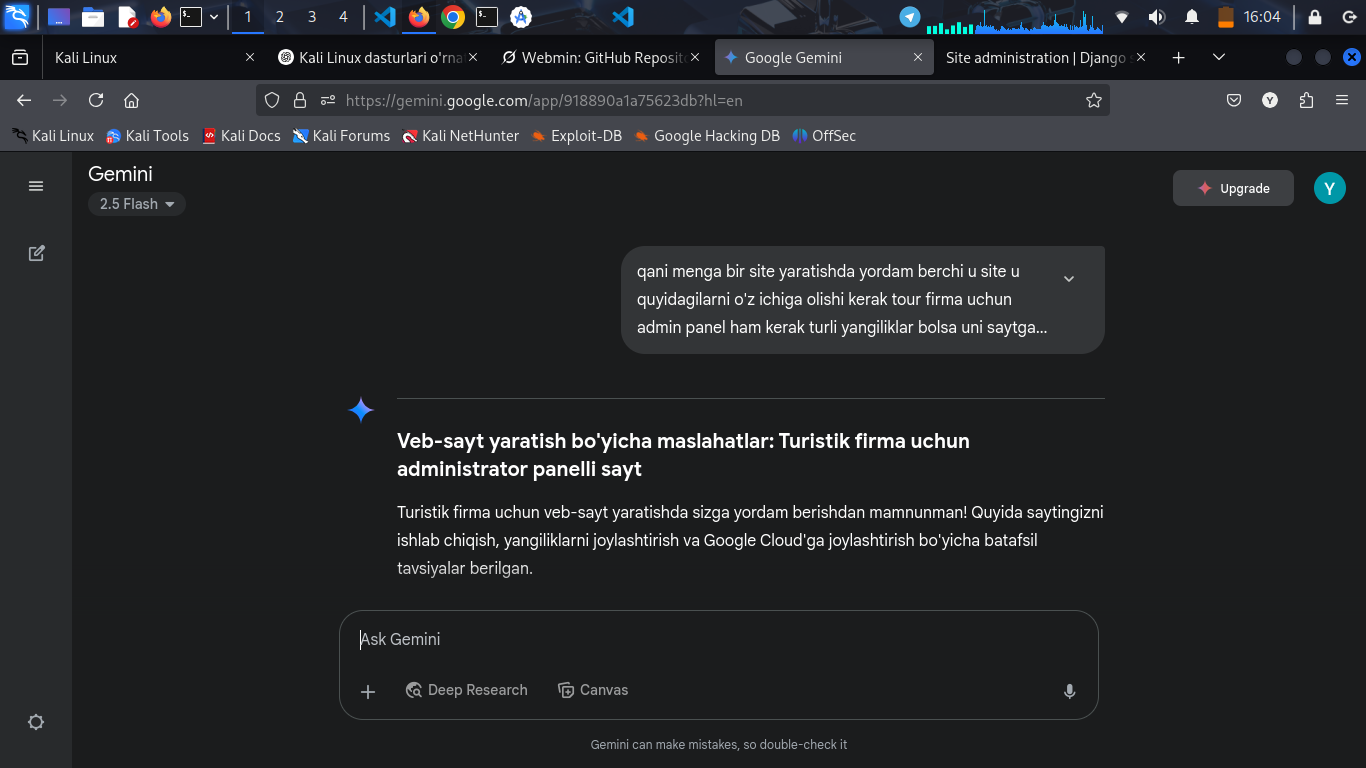 1 2 3 4 16:04
Kali Linux
Kali Linux dasturlari o'rna
Webmin: GitHub Reposit
Google Gemini
Site administration | Django s
https://gemini.google.com/app/918890a1a75623db?hl=en
Kali Linux Kali Tools Kali Docs Kali Forums Kali NetHunter Exploit-DB Google Hacking DB OffSec
Gemini
2.5 Flash
Upgrade
Y
qani menga bir site yaratishda yordam berchi u site u
quyidagilarni o'z ichiga olishi kerak tour firma uchun
admin panel ham kerak turli yangiliklar bolsa uni saytga...
Veb-sayt yaratish bo'yicha maslahatlar: Turistik firma uchun
administrator panelli sayt
Turistik firma uchun veb-sayt yaratishda sizga yordam berishdan mamnunman! Quyida saytingizni
ishlab chiqish, yangiliklarni joylashtirish va Google Cloud'ga joylashtirish bo'yicha batafsil
tavsiyalar berilgan.
Ask Gemini
Deep Research Canvas
Gemini can make mistakes, so double-check it